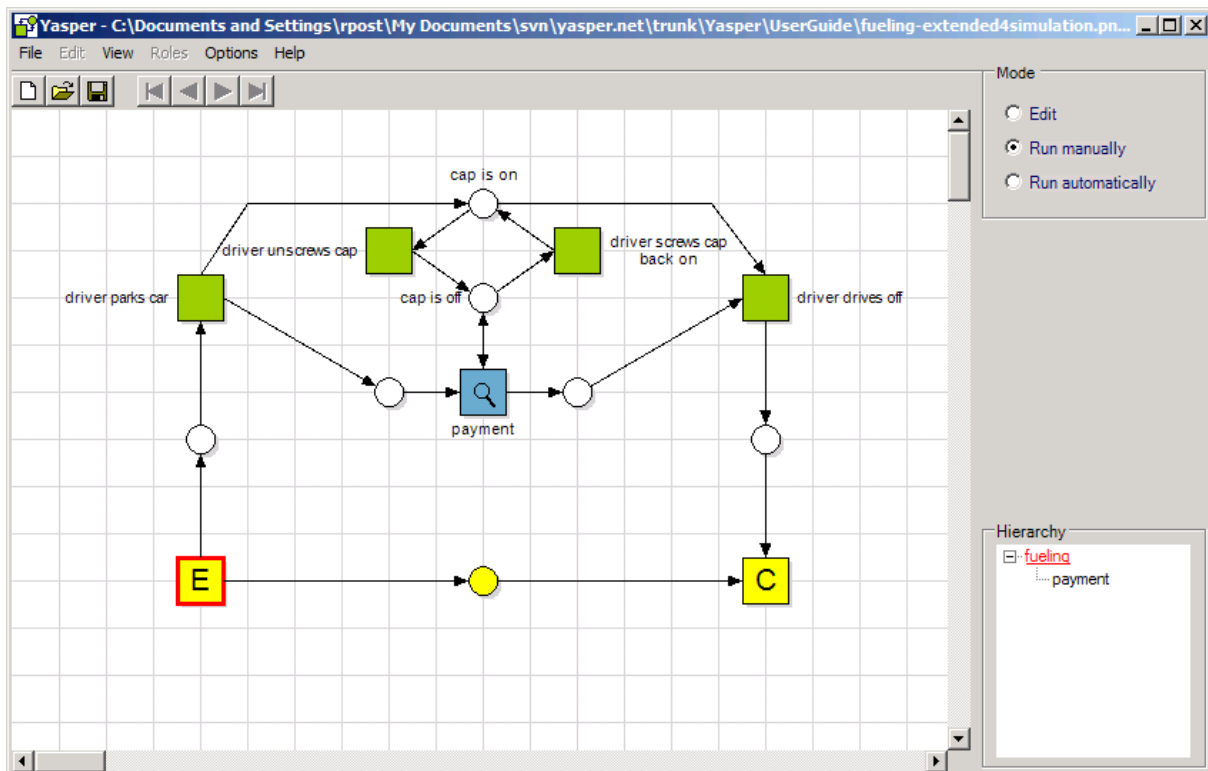 Yasper - C:\Documents and Settings\rpost\My Documents\svn\yasper.net\trunk\Yasper\UserGuide\fueling-extended4simulation.pn...
File Edit View Roles Options Help
Mode
Edit
Run manually
Run automatically
cap is on
driver unscrews cap
driver screws cap
back on
driver parks car
cap is off
driver drives off
payment
E
C
Hierarchy
fueling
payment